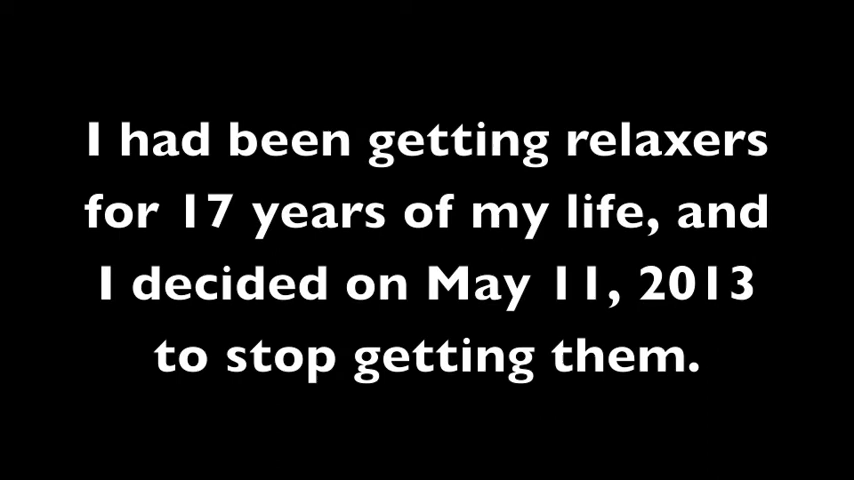 I had been getting relaxers
for 17 years of my life, and
I decided on May 11, 2013
to stop getting them.